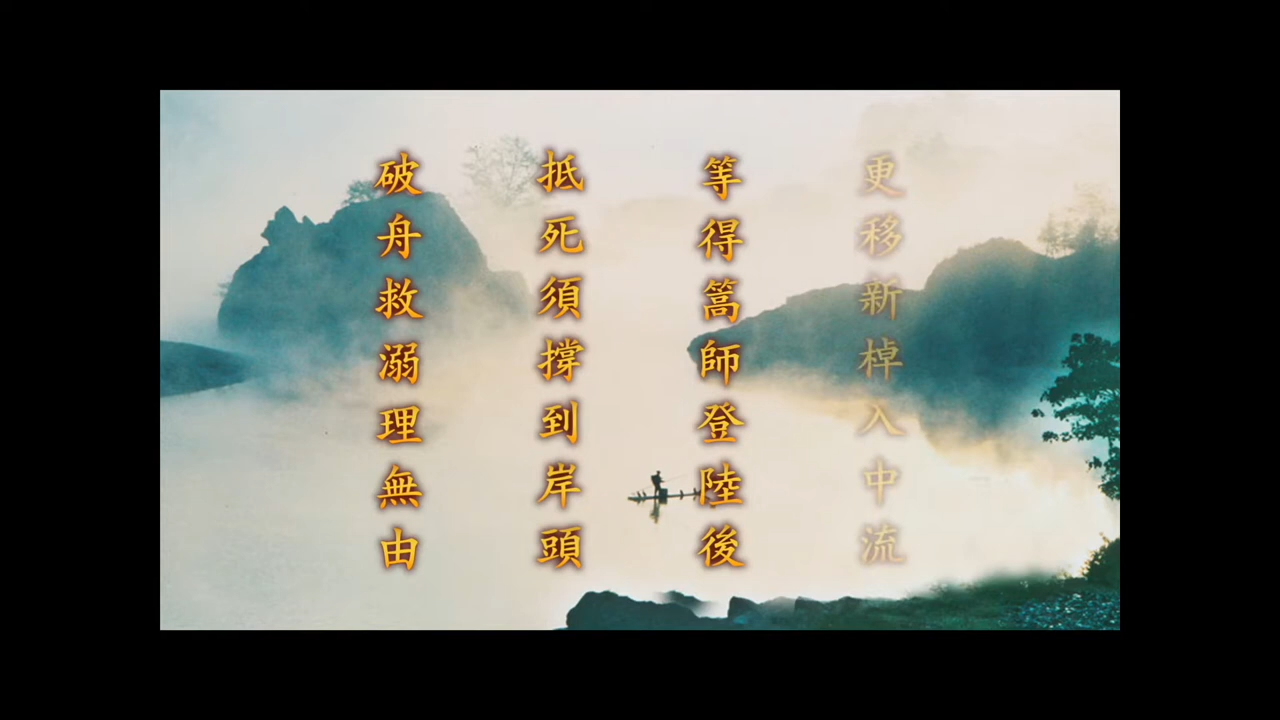 破舟救溺理無由
抵死須撐到岸頭
等得篙師登陸後
更移新棹入中流